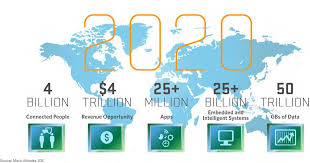 2020
4
BILLION
Connected People
$4
TRILLION
Revenue Opportunity
25+
MILLION
Apps
25+
BILLION
Embedded and
Intelligent Systems
50
TRILLION
GBs of Data